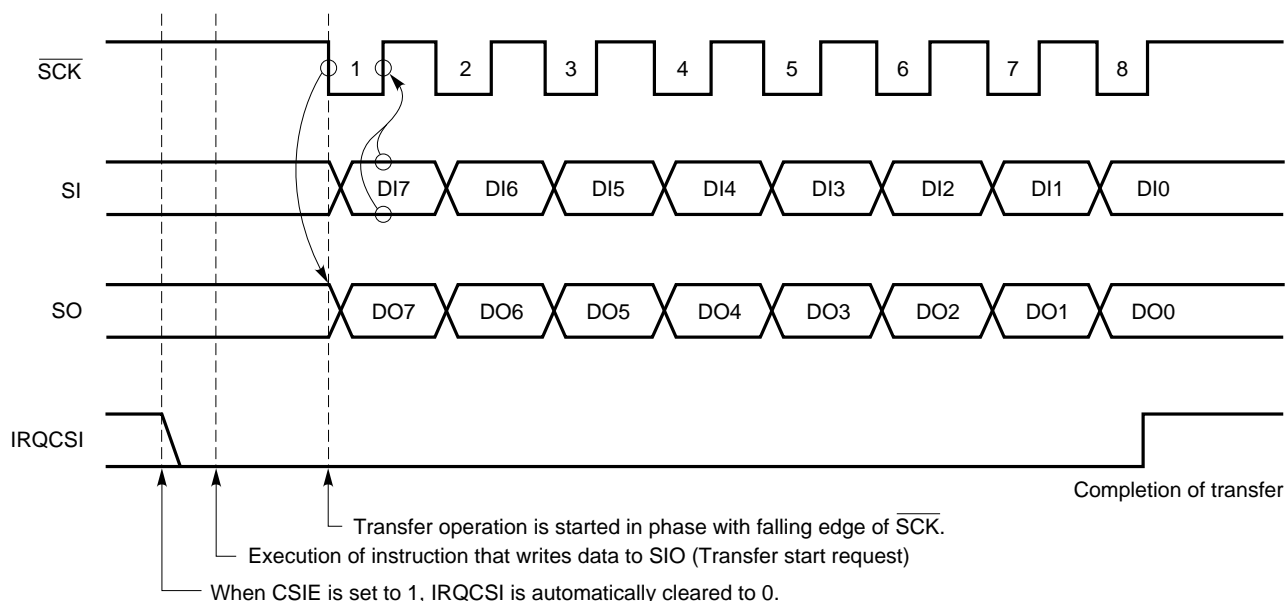 SCK 1 2 3 4 5 6 7 8
SI DI7 DI6 DI5 DI4 DI3 DI2 DI1 DI0
SO DO7 DO6 DO5 DO4 DO3 DO2 DO1 DO0
IRQCSI
Completion of transfer
Transfer operation is started in phase with falling edge of SCK.
Execution of instruction that writes data to SIO (Transfer start request)
When CSIE is set to 1, IRQCSI is automatically cleared to 0.